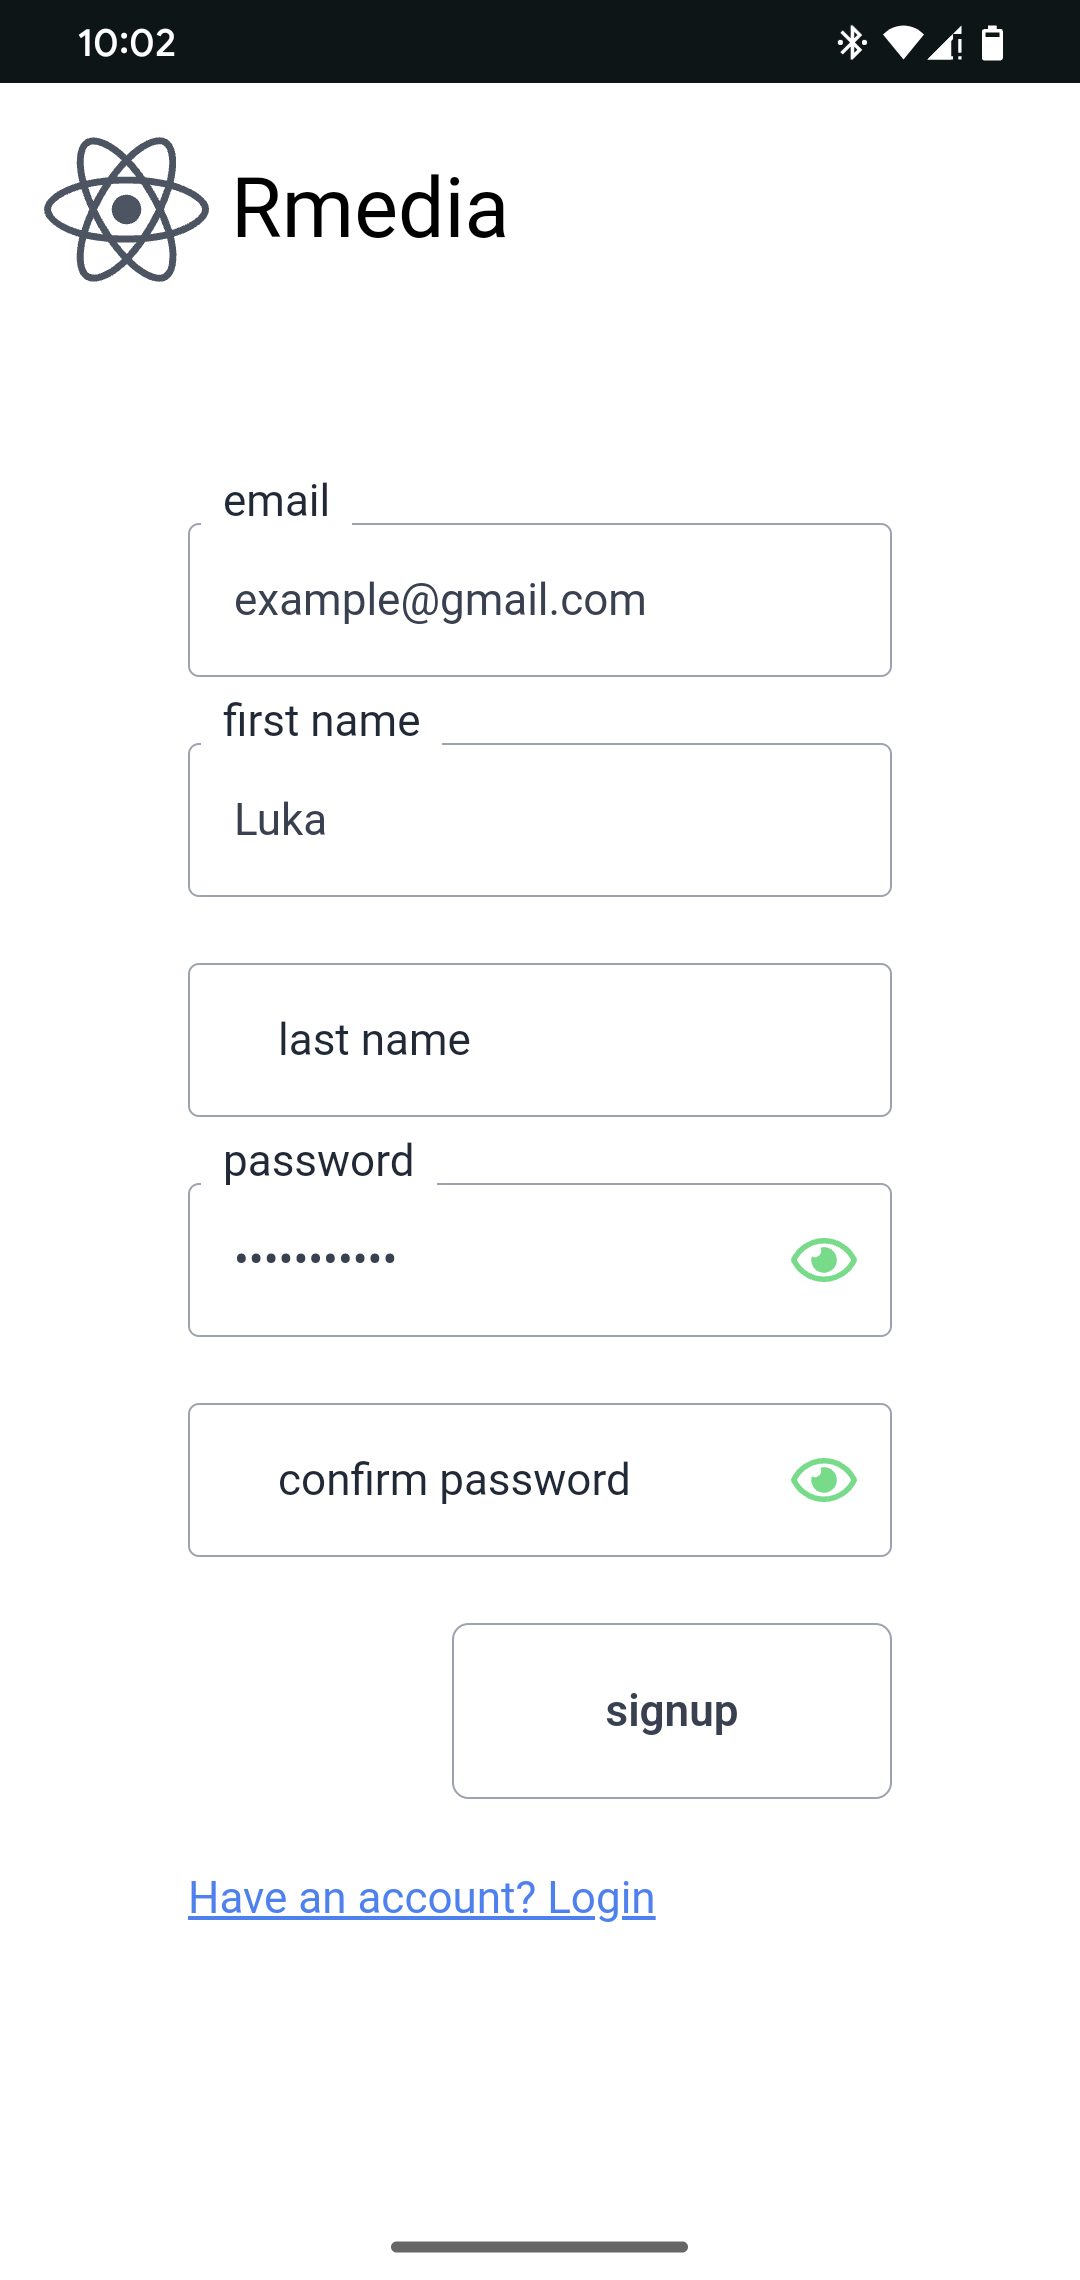 10:02
Rmedia
email
example@gmail.com
first name
Luka
last name
password
•••••••••••
confirm password
signup
Have an account? Login